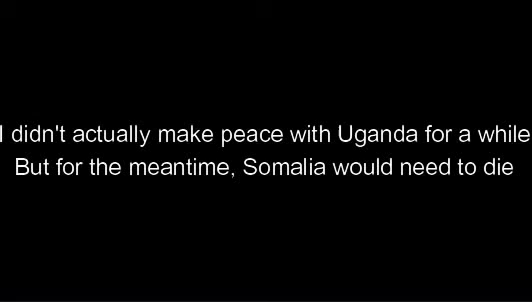 I didn't actually make peace with Uganda for a while
But for the meantime, Somalia would need to die